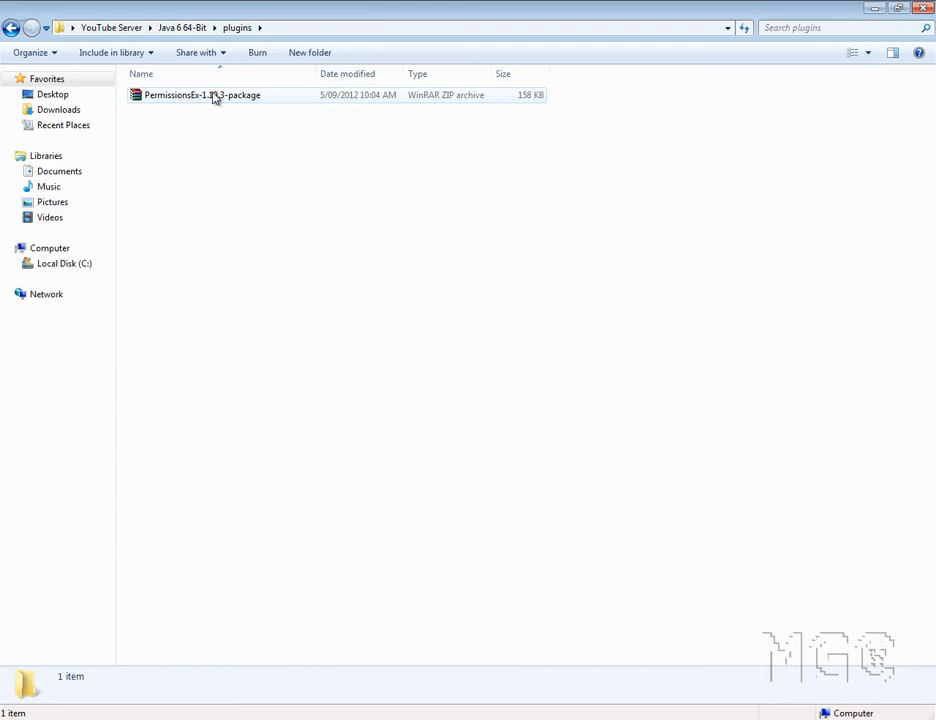 YouTube Server
Java 6 64-Bit
plugins
Search plugins
Organize
Include in library
Share with
Burn
New folder
Name
Date modified
Type
Size
Favorites
Desktop
Downloads
Recent Places
Libraries
Documents
Music
Pictures
Videos
Computer
Local Disk (C:)
Network
5/09/2012 10:04 AM
WinRAR ZIP archive
158 KB
MGC
1 item
1 item
Computer